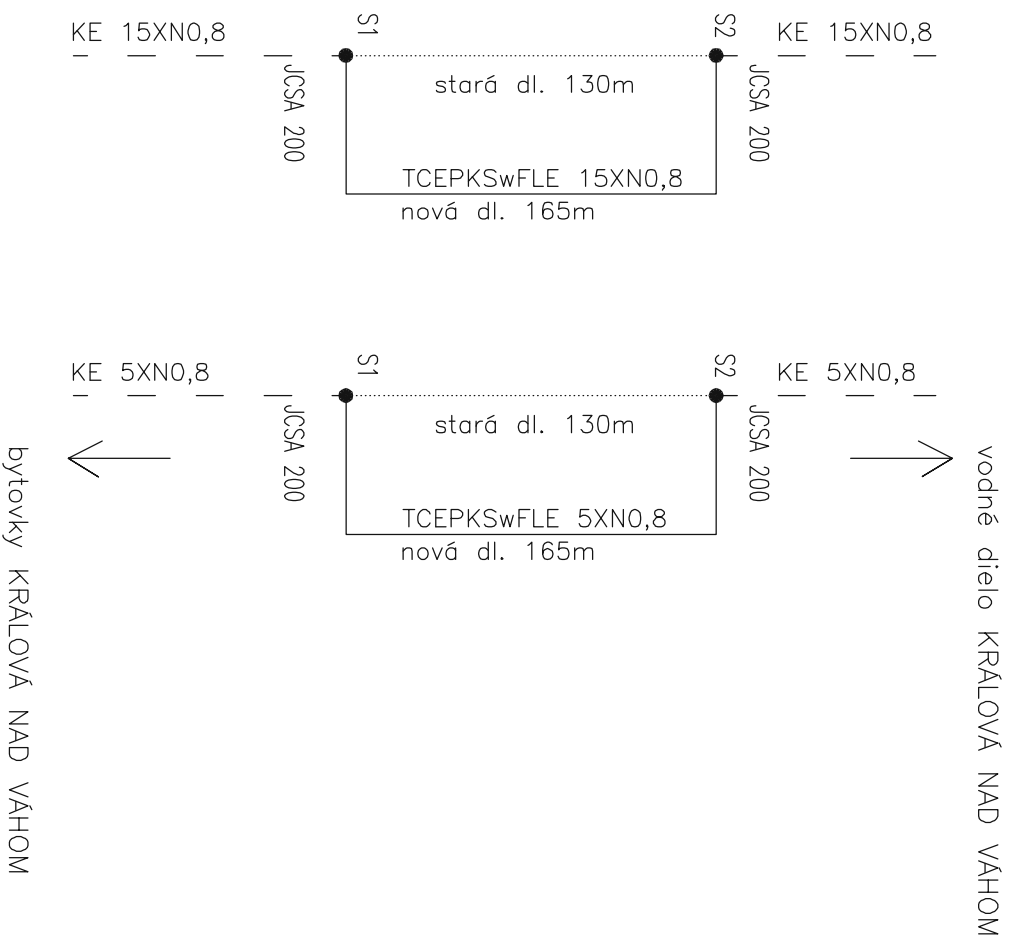 KE 15XN0,8
S1
S2
KE 15XN0,8
JCSA 200
stará dl. 130m
JCSA 200
TCEPKSwFLE 15XN0,8
nová dl. 165m
KE 5XN0,8
S1
S2
KE 5XN0,8
JCSA 200
stará dl. 130m
JCSA 200
TCEPKSwFLE 5XN0,8
nová dl. 165m
bytovky KRÁĽOVÁ NAD VÁHOM
vodné dielo KRÁĽOVÁ NAD VÁHOM